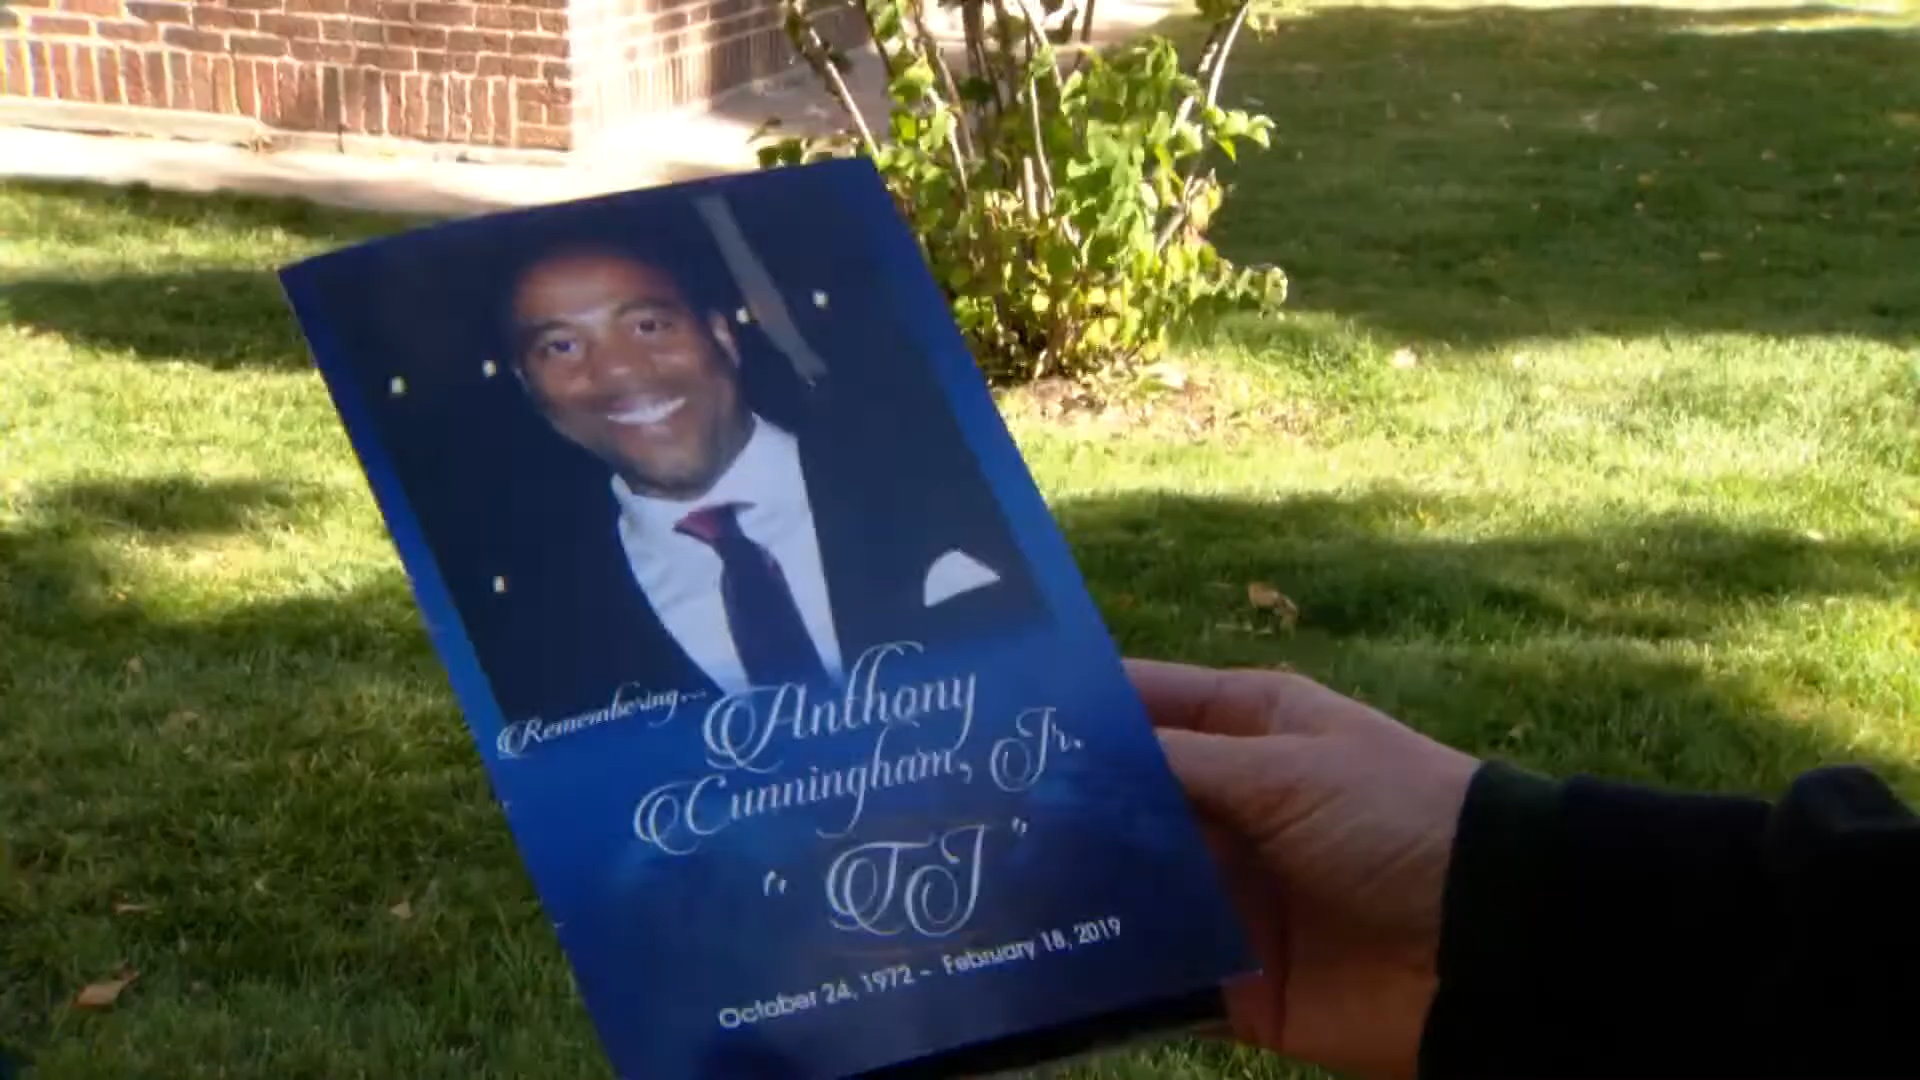 Remembering... Anthony
Cunningham, Jr.
“ TJ ”
October 24, 1972 - February 18, 2019